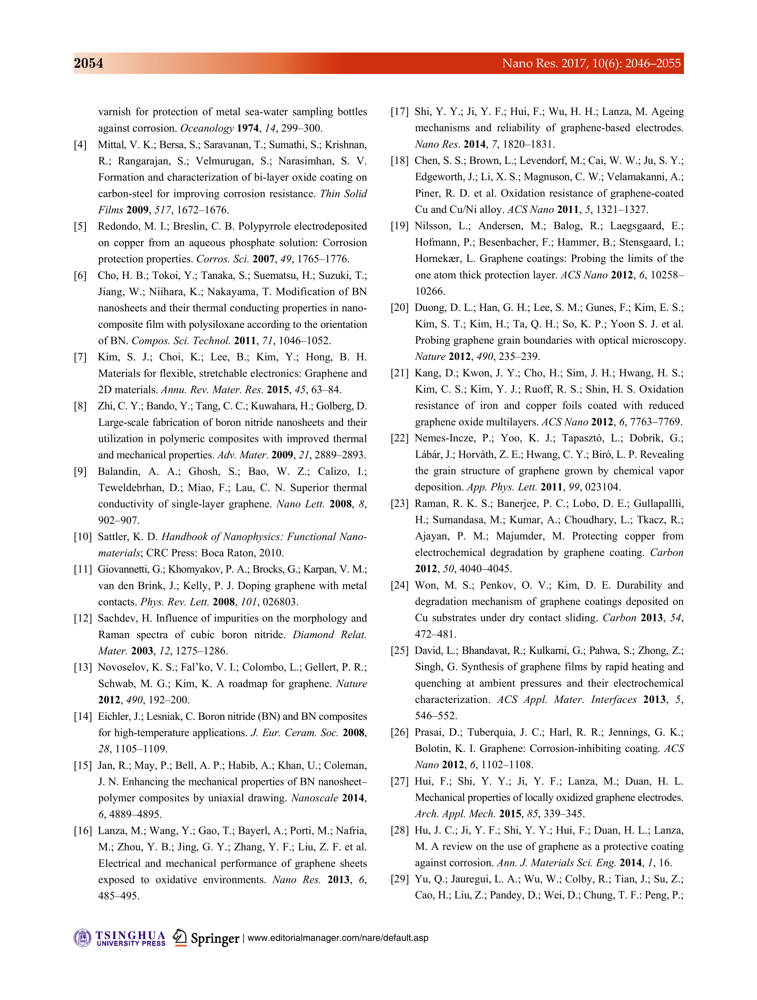 2054
Nano Res. 2017, 10(6): 2046–2055
varnish for protection of metal sea-water sampling bottles
against corrosion. Oceanology 1974, 14, 299–300.
[4] Mittal, V. K.; Bersa, S.; Saravanan, T.; Sumathi, S.; Krishnan,
R.; Rangarajan, S.; Velmurugan, S.; Narasimhan, S. V.
Formation and characterization of bi-layer oxide coating on
carbon-steel for improving corrosion resistance. Thin Solid
Films 2009, 517, 1672–1676.
[5] Redondo, M. I.; Breslin, C. B. Polypyrrole electrodeposited
on copper from an aqueous phosphate solution: Corrosion
protection properties. Corros. Sci. 2007, 49, 1765–1776.
[6] Cho, H. B.; Tokoi, Y.; Tanaka, S.; Suematsu, H.; Suzuki, T.;
Jiang, W.; Niihara, K.; Nakayama, T. Modification of BN
nanosheets and their thermal conducting properties in nano-
composite film with polysiloxane according to the orientation
of BN. Compos. Sci. Technol. 2011, 71, 1046–1052.
[7] Kim, S. J.; Choi, K.; Lee, B.; Kim, Y.; Hong, B. H.
Materials for flexible, stretchable electronics: Graphene and
2D materials. Annu. Rev. Mater. Res. 2015, 45, 63–84.
[8] Zhi, C. Y.; Bando, Y.; Tang, C. C.; Kuwahara, H.; Golberg, D.
Large-scale fabrication of boron nitride nanosheets and their
utilization in polymeric composites with improved thermal
and mechanical properties. Adv. Mater. 2009, 21, 2889–2893.
[9] Balandin, A. A.; Ghosh, S.; Bao, W. Z.; Calizo, I.;
Teweldebrhan, D.; Miao, F.; Lau, C. N. Superior thermal
conductivity of single-layer graphene. Nano Lett. 2008, 8,
902–907.
[10] Sattler, K. D. Handbook of Nanophysics: Functional Nano-
materials; CRC Press: Boca Raton, 2010.
[11] Giovannetti, G.; Khomyakov, P. A.; Brocks, G.; Karpan, V. M.;
van den Brink, J.; Kelly, P. J. Doping graphene with metal
contacts. Phys. Rev. Lett. 2008, 101, 026803.
[12] Sachdev, H. Influence of impurities on the morphology and
Raman spectra of cubic boron nitride. Diamond Relat.
Mater. 2003, 12, 1275–1286.
[13] Novoselov, K. S.; Fal’ko, V. I.; Colombo, L.; Gellert, P. R.;
Schwab, M. G.; Kim, K. A roadmap for graphene. Nature
2012, 490, 192–200.
[14] Eichler, J.; Lesniak, C. Boron nitride (BN) and BN composites
for high-temperature applications. J. Eur. Ceram. Soc. 2008,
28, 1105–1109.
[15] Jan, R.; May, P.; Bell, A. P.; Habib, A.; Khan, U.; Coleman,
J. N. Enhancing the mechanical properties of BN nanosheet–
polymer composites by uniaxial drawing. Nanoscale 2014,
6, 4889–4895.
[16] Lanza, M.; Wang, Y.; Gao, T.; Bayerl, A.; Porti, M.; Nafria,
M.; Zhou, Y. B.; Jing, G. Y.; Zhang, Y. F.; Liu, Z. F. et al.
Electrical and mechanical performance of graphene sheets
exposed to oxidative environments. Nano Res. 2013, 6,
485–495.
[17] Shi, Y. Y.; Ji, Y. F.; Hui, F.; Wu, H. H.; Lanza, M. Ageing
mechanisms and reliability of graphene-based electrodes.
Nano Res. 2014, 7, 1820–1831.
[18] Chen, S. S.; Brown, L.; Levendorf, M.; Cai, W. W.; Ju, S. Y.;
Edgeworth, J.; Li, X. S.; Magnuson, C. W.; Velamakanni, A.;
Piner, R. D. et al. Oxidation resistance of graphene-coated
Cu and Cu/Ni alloy. ACS Nano 2011, 5, 1321–1327.
[19] Nilsson, L.; Andersen, M.; Balog, R.; Laegsgaard, E.;
Hofmann, P.; Besenbacher, F.; Hammer, B.; Stensgaard, I.;
Hornekær, L. Graphene coatings: Probing the limits of the
one atom thick protection layer. ACS Nano 2012, 6, 10258–
10266.
[20] Duong, D. L.; Han, G. H.; Lee, S. M.; Gunes, F.; Kim, E. S.;
Kim, S. T.; Kim, H.; Ta, Q. H.; So, K. P.; Yoon S. J. et al.
Probing graphene grain boundaries with optical microscopy.
Nature 2012, 490, 235–239.
[21] Kang, D.; Kwon, J. Y.; Cho, H.; Sim, J. H.; Hwang, H. S.;
Kim, C. S.; Kim, Y. J.; Ruoff, R. S.; Shin, H. S. Oxidation
resistance of iron and copper foils coated with reduced
graphene oxide multilayers. ACS Nano 2012, 6, 7763–7769.
[22] Nemes-Incze, P.; Yoo, K. J.; Tapasztó, L.; Dobrik, G.;
Lábár, J.; Horváth, Z. E.; Hwang, C. Y.; Biró, L. P. Revealing
the grain structure of graphene grown by chemical vapor
deposition. App. Phys. Lett. 2011, 99, 023104.
[23] Raman, R. K. S.; Banerjee, P. C.; Lobo, D. E.; Gullapallli,
H.; Sumandasa, M.; Kumar, A.; Choudhary, L.; Tkacz, R.;
Ajayan, P. M.; Majumder, M. Protecting copper from
electrochemical degradation by graphene coating. Carbon
2012, 50, 4040–4045.
[24] Won, M. S.; Penkov, O. V.; Kim, D. E. Durability and
degradation mechanism of graphene coatings deposited on
Cu substrates under dry contact sliding. Carbon 2013, 54,
472–481.
[25] David, L.; Bhandavat, R.; Kulkarni, G.; Pahwa, S.; Zhong, Z.;
Singh, G. Synthesis of graphene films by rapid heating and
quenching at ambient pressures and their electrochemical
characterization. ACS Appl. Mater. Interfaces 2013, 5,
546–552.
[26] Prasai, D.; Tuberquia, J. C.; Harl, R. R.; Jennings, G. K.;
Bolotin, K. I. Graphene: Corrosion-inhibiting coating. ACS
Nano 2012, 6, 1102–1108.
[27] Hui, F.; Shi, Y. Y.; Ji, Y. F.; Lanza, M.; Duan, H. L.
Mechanical properties of locally oxidized graphene electrodes.
Arch. Appl. Mech. 2015, 85, 339–345.
[28] Hu, J. C.; Ji, Y. F.; Shi, Y. Y.; Hui, F.; Duan, H. L.; Lanza,
M. A review on the use of graphene as a protective coating
against corrosion. Ann. J. Materials Sci. Eng. 2014, 1, 16.
[29] Yu, Q.; Jauregui, L. A.; Wu, W.; Colby, R.; Tian, J.; Su, Z.;
Cao, H.; Liu, Z.; Pandey, D.; Wei, D.; Chung, T. F.: Peng, P.;
TSINGHUA
UNIVERSITY PRESS
Springer | www.editorialmanager.com/nare/default.asp